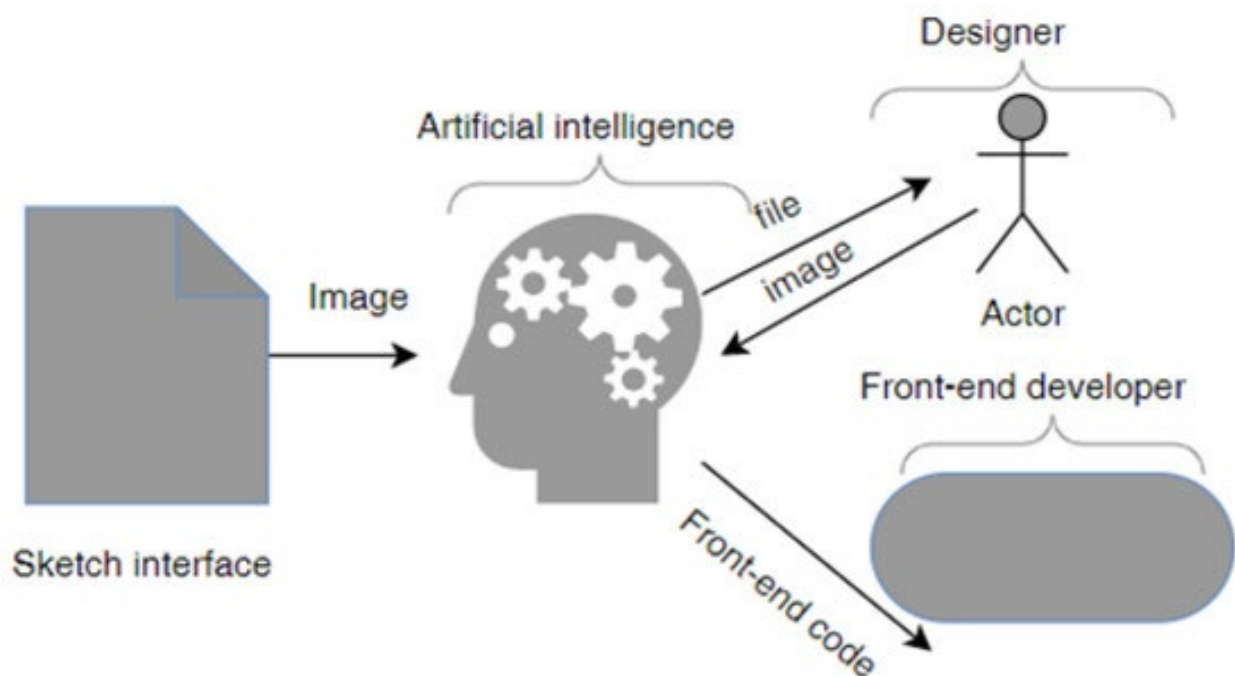 Designer
Artificial intelligence
file
image
Image
Actor
Front-end developer
Sketch interface
Front-end code